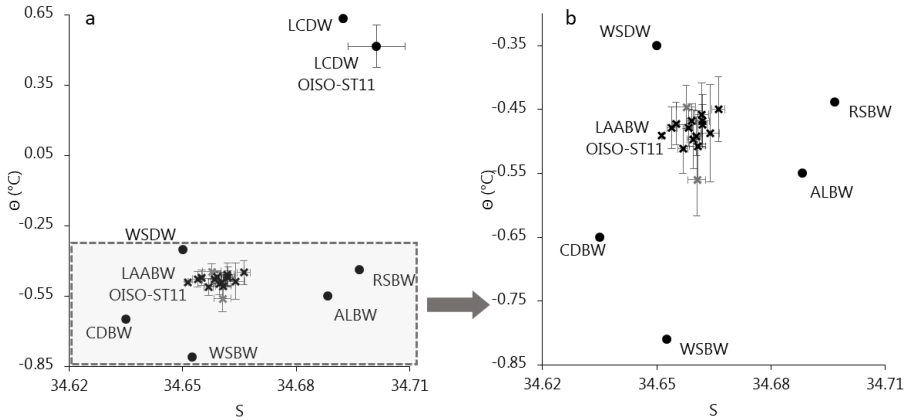 a
0.65
0.35
0.05
-0.25
-0.55
-0.85
Θ (°C)
LCDW
LCDW
OISO-ST11
WSDW
LAABW
OISO-ST11
RSBW
ALBW
CDBW
WSBW
34.62
34.65
34.68
34.71
S
b
-0.35
-0.45
-0.55
-0.65
-0.75
-0.85
Θ (°C)
WSDW
RSBW
LAABW
OISO-ST11
ALBW
CDBW
WSBW
34.62
34.65
34.68
34.71
S